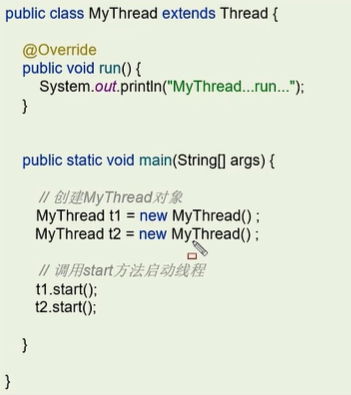 public class MyThread extends Thread {
@Override
public void run() {
System.out.println("MyThread...run...");
}
public static void main(String[] args) {
// 创建MyThread对象
MyThread t1 = new MyThread() ;
MyThread t2 = new MyThread() ;
// 调用start方法启动线程
t1.start();
t2.start();
}
}